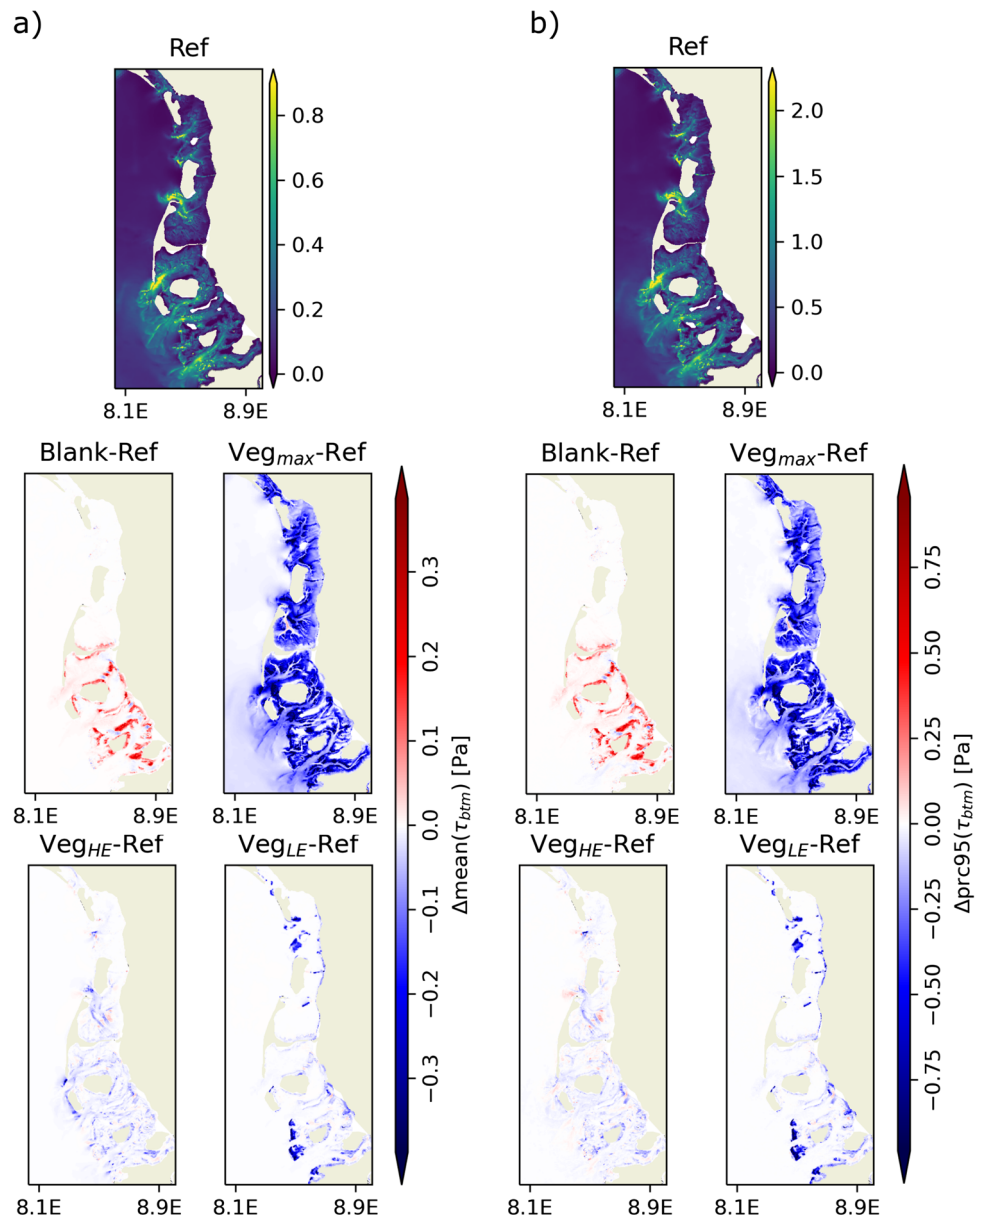 a)
Ref
0.8
0.6
0.4
0.2
0.0
8.1E 8.9E
Blank-Ref Veg_max-Ref
0.3
0.2
0.1
0.0
−0.1
−0.2
−0.3
Δmean(τ_btm) [Pa]
8.1E 8.9E 8.1E 8.9E
Veg_HE-Ref Veg_LE-Ref
8.1E 8.9E 8.1E 8.9E
b)
Ref
2.0
1.5
1.0
0.5
0.0
8.1E 8.9E
Blank-Ref Veg_max-Ref
0.75
0.50
0.25
0.00
−0.25
−0.50
−0.75
Δprc95(τ_btm) [Pa]
8.1E 8.9E 8.1E 8.9E
Veg_HE-Ref Veg_LE-Ref
8.1E 8.9E 8.1E 8.9E